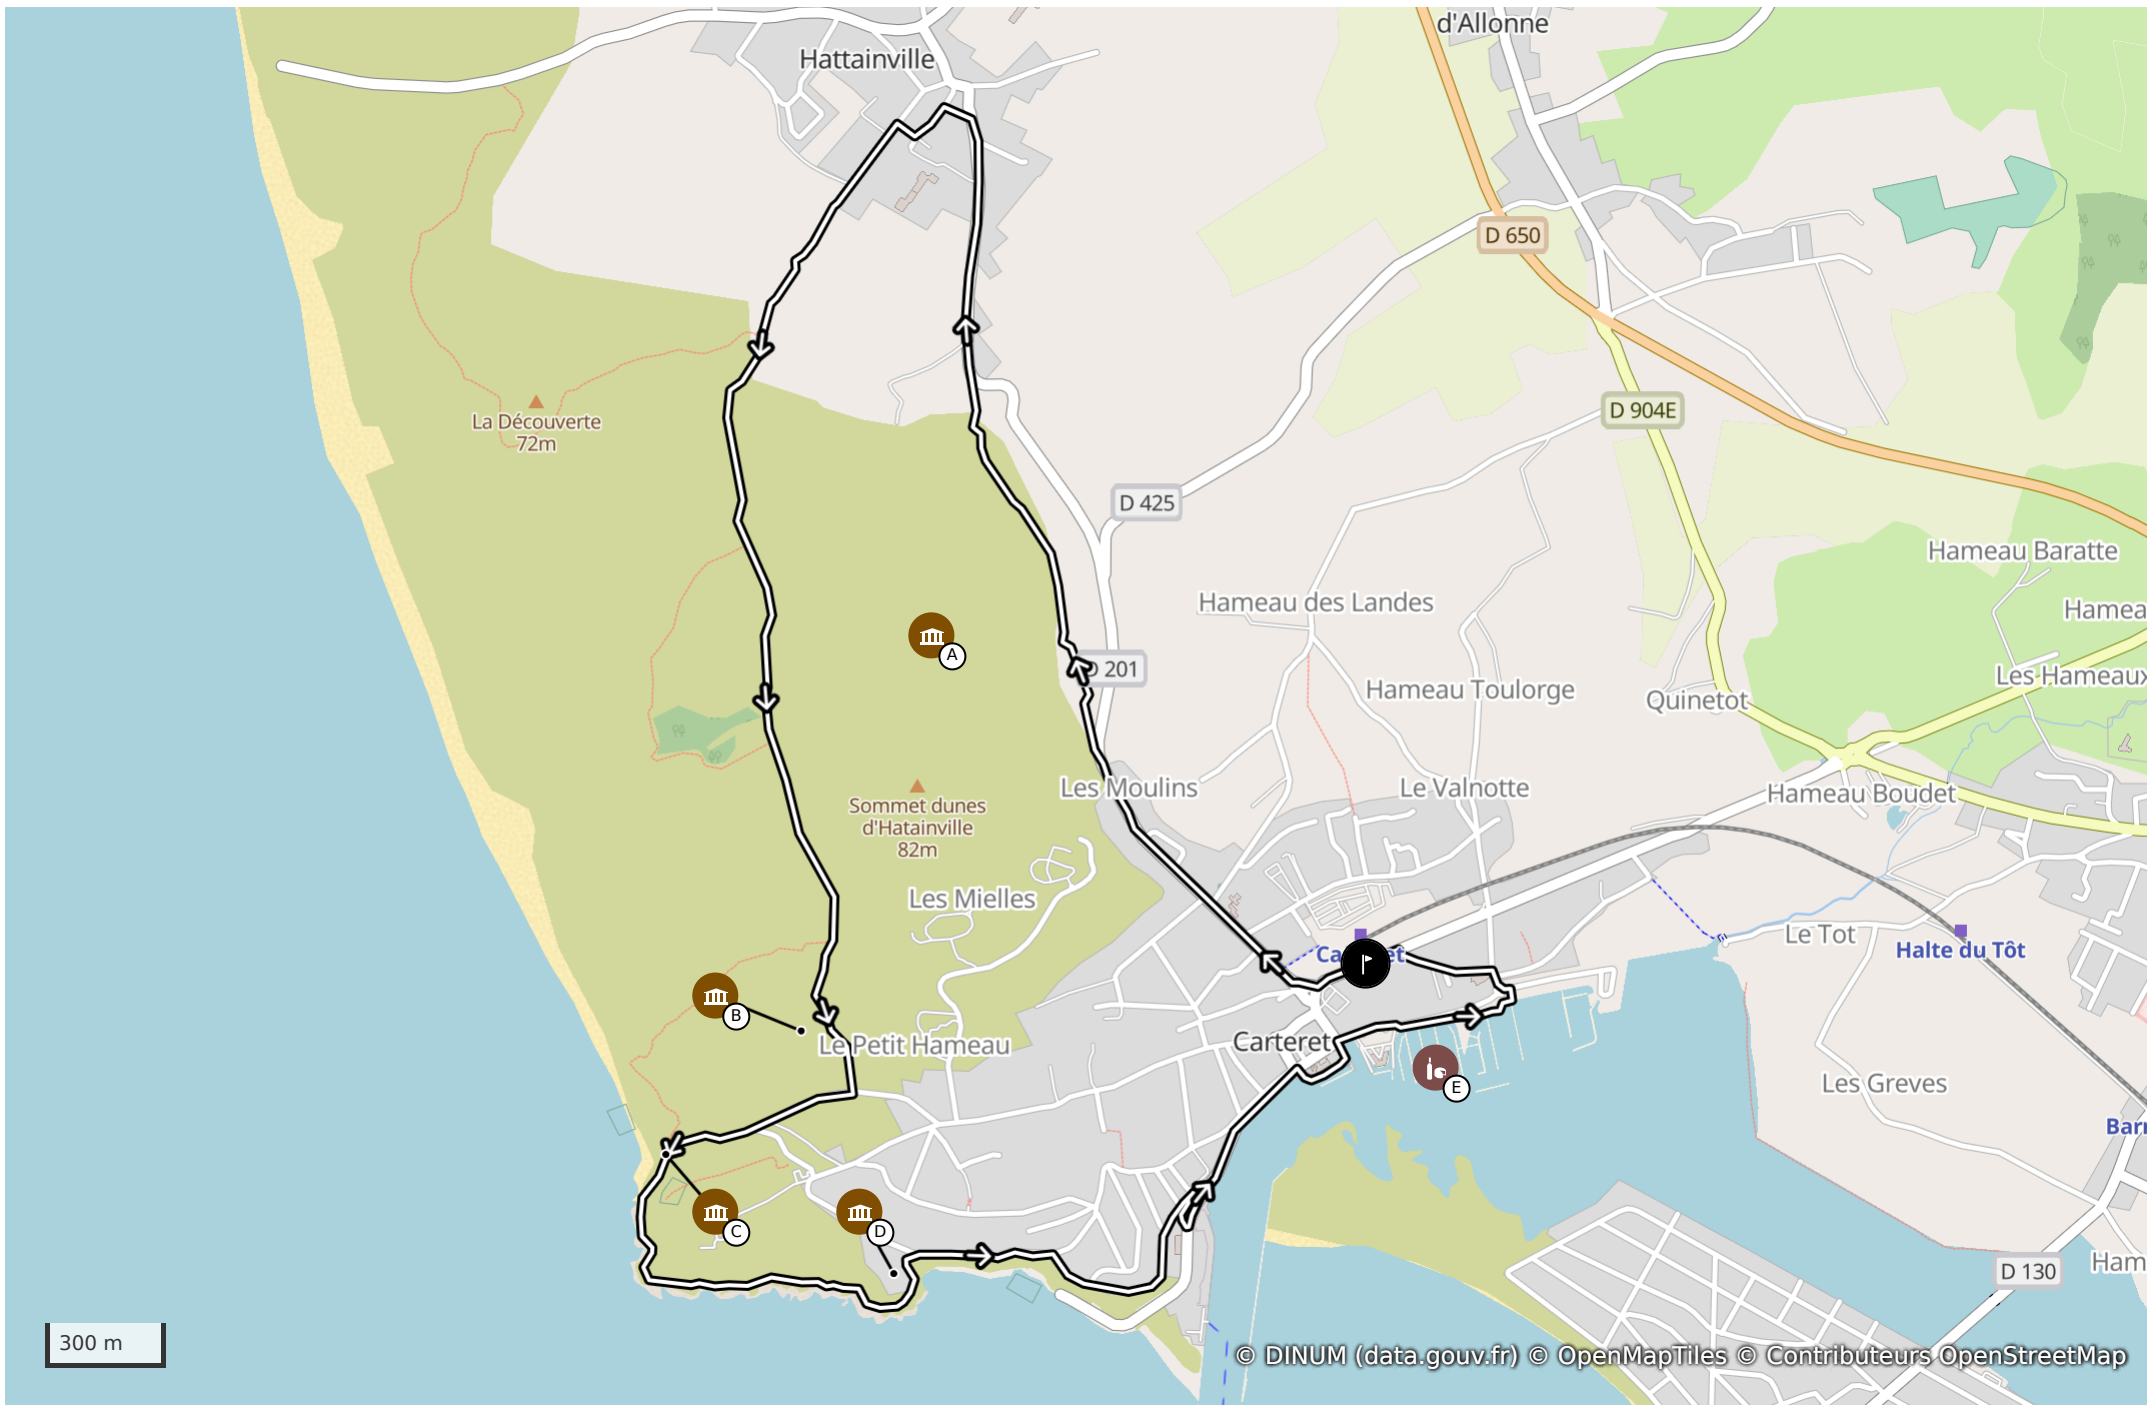 d'Allonne
Hattainville
D 650
La Découverte
72m
D 904E
D 425
Hameau Baratte
Hameau des Landes
Hamea
A
D 201
Hameau Toulorge
Les Hameaux
Quinetot
Les Moulins
Le Valnotte
Hameau Boudet
Sommet dunes
d'Hatainville
82m
Les Mielles
Le Tot
Halte du Tôt
B
Le Petit Hameau
Carteret
E
Les Greves
Barn
C
D
D 130
Ham
300 m
© DINUM (data.gouv.fr) © OpenMapTiles © Contributeurs OpenStreetMap